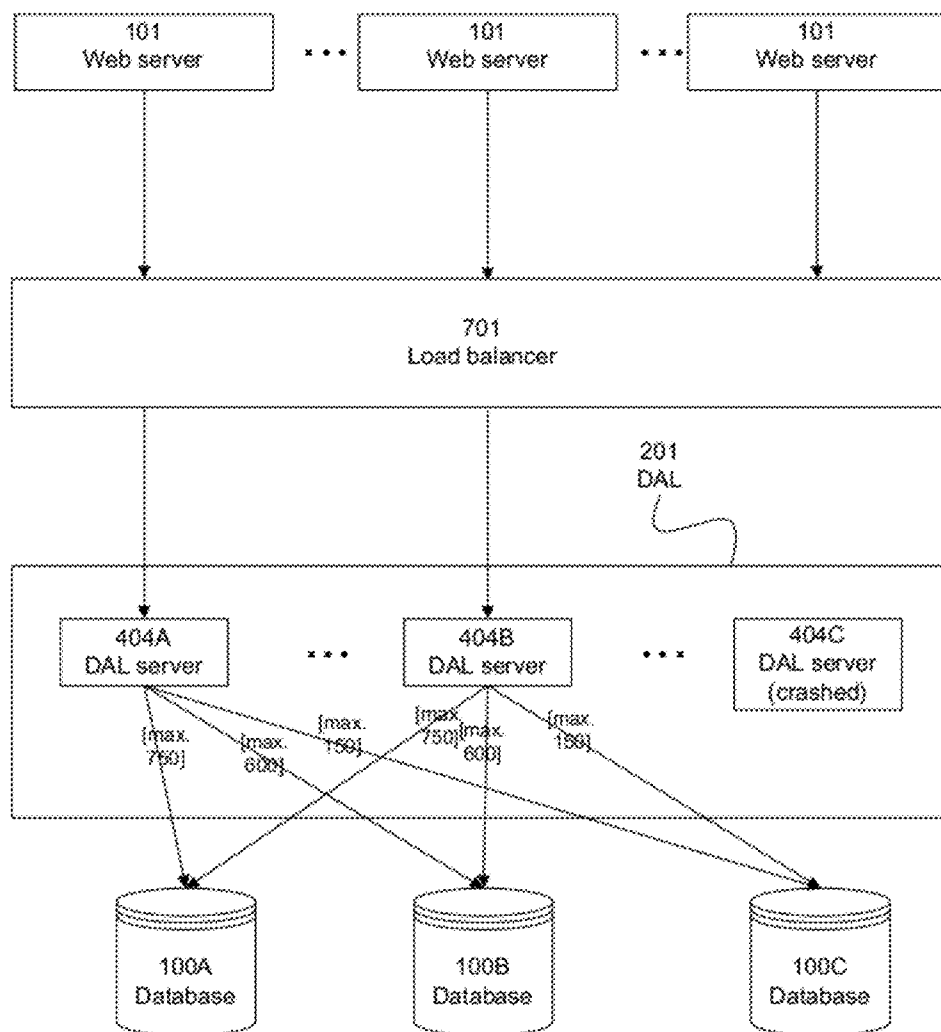 101
Web server
101
Web server
101
Web server
701
Load balancer
201
DAL
404A
DAL server
404B
DAL server
404C
DAL server
(crashed)
[max.
750]
[max.
600]
[max.
150]
[max.
750]
[max.
600]
[max.
150]
100A
Database
100B
Database
100C
Database